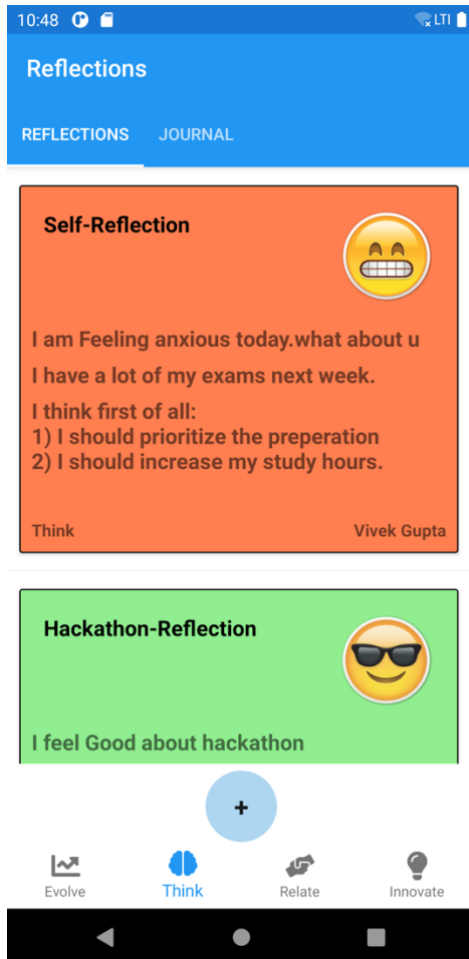 10:48 LTI
Reflections
REFLECTIONS JOURNAL
Self-Reflection
I am Feeling anxious today.what about u
I have a lot of my exams next week.
I think first of all:
1) I should prioritize the preperation
2) I should increase my study hours.
Think Vivek Gupta
Hackathon-Reflection
I feel Good about hackathon
+
Evolve Think Relate Innovate